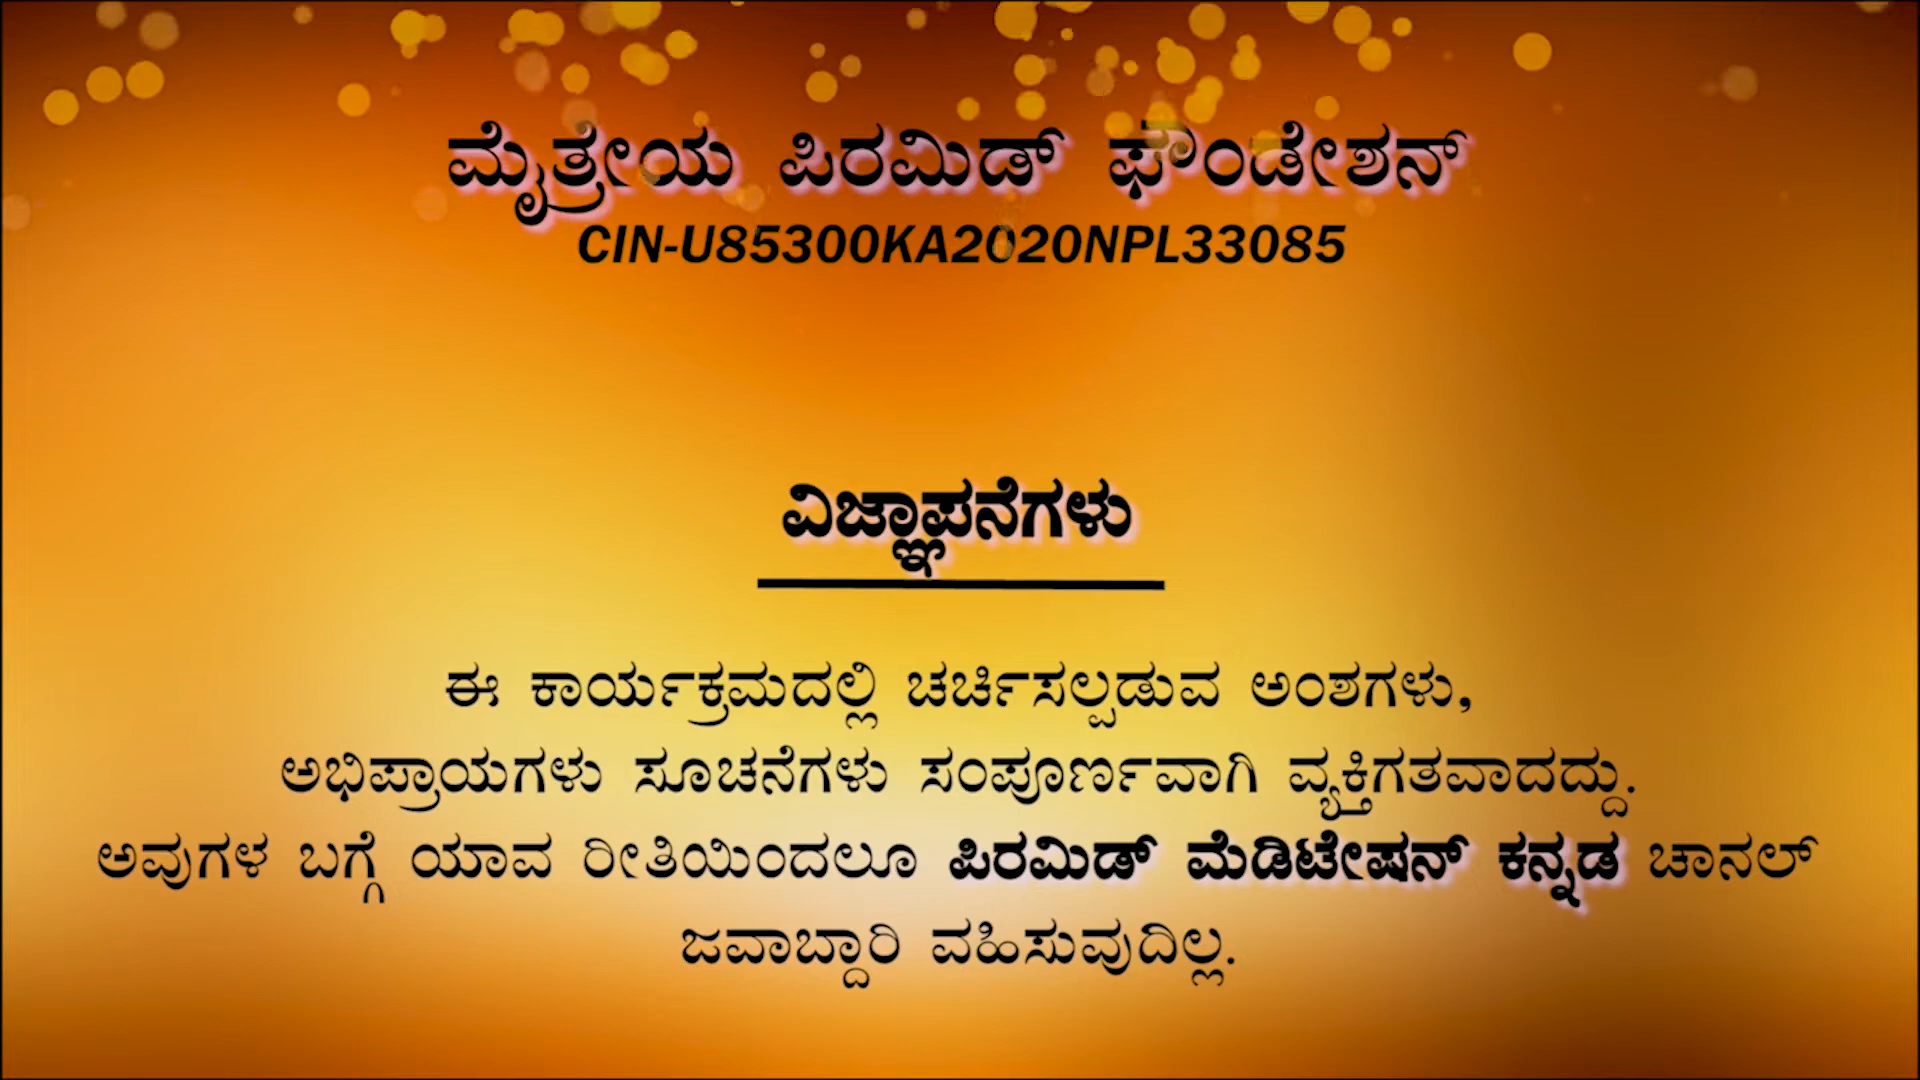 ಮೈತ್ರೇಯ ಪಿರಮಿಡ್ ಫೌಂಡೇಶನ್
CIN-U85300KA2020NPL33085
ವಿಜ್ಞಾಪನೆಗಳು
ಈ ಕಾರ್ಯಕ್ರಮದಲ್ಲಿ ಚರ್ಚಿಸಲ್ಪಡುವ ಅಂಶಗಳು,
ಅಭಿಪ್ರಾಯಗಳು ಸೂಚನೆಗಳು ಸಂಪೂರ್ಣವಾಗಿ ವ್ಯಕ್ತಿಗತವಾದದ್ದು.
ಅವುಗಳ ಬಗ್ಗೆ ಯಾವ ರೀತಿಯಿಂದಲೂ ಪಿರಮಿಡ್ ಮೆಡಿಟೇಷನ್ ಕನ್ನಡ ಚಾನಲ್
ಜವಾಬ್ದಾರಿ ವಹಿಸುವುದಿಲ್ಲ.